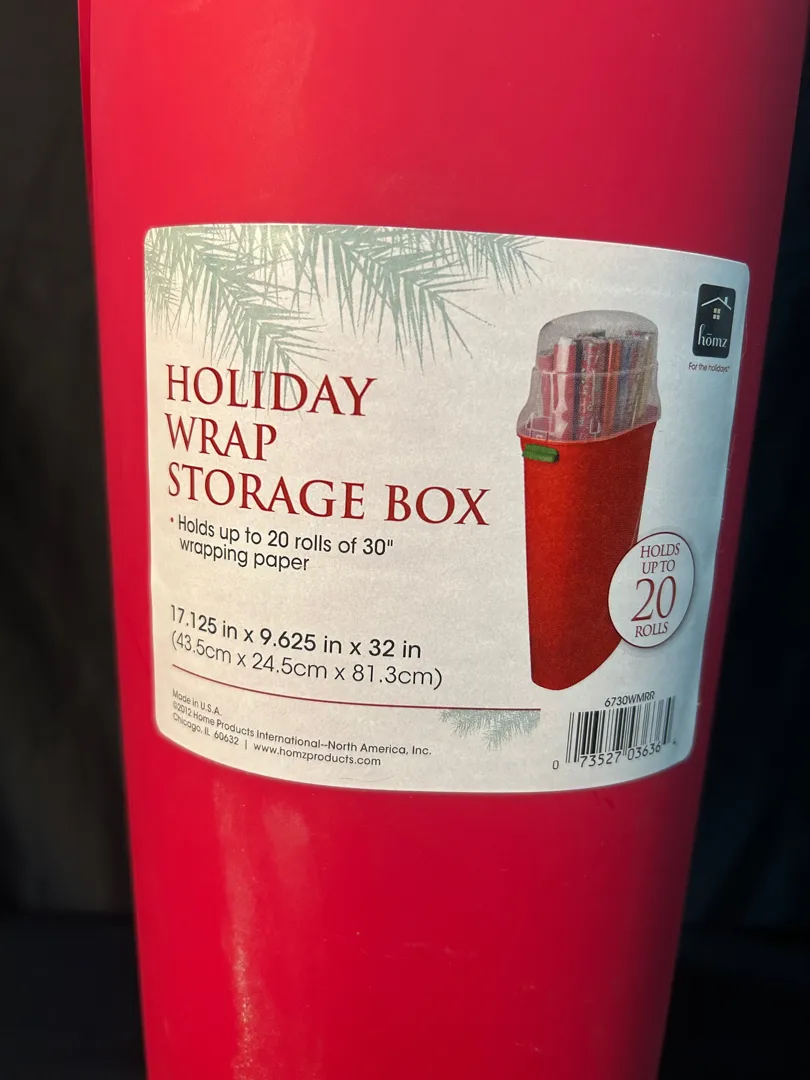 hōmz
For the holidays®
HOLIDAY
WRAP
STORAGE BOX
• Holds up to 20 rolls of 30"
wrapping paper
HOLDS
UP TO
20
ROLLS
17.125 in x 9.625 in x 32 in
(43.5cm x 24.5cm x 81.3cm)
Made in U.S.A.
©2012 Home Products International--North America, Inc.
Chicago, IL 60632 | www.homzproducts.com
6730WMRR
0 73527 03636